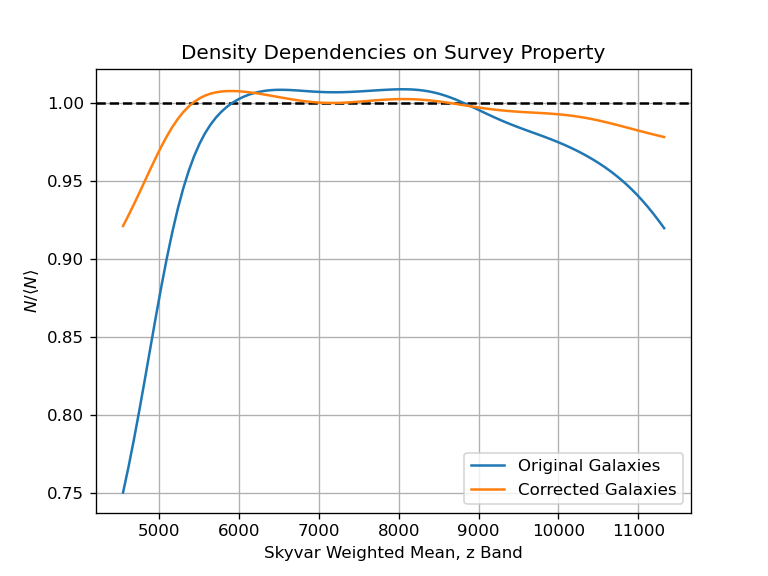 Density Dependencies on Survey Property
N/⟨N⟩
1.00
0.95
0.90
0.85
0.80
0.75
Original Galaxies
Corrected Galaxies
5000 6000 7000 8000 9000 10000 11000
Skyvar Weighted Mean, z Band